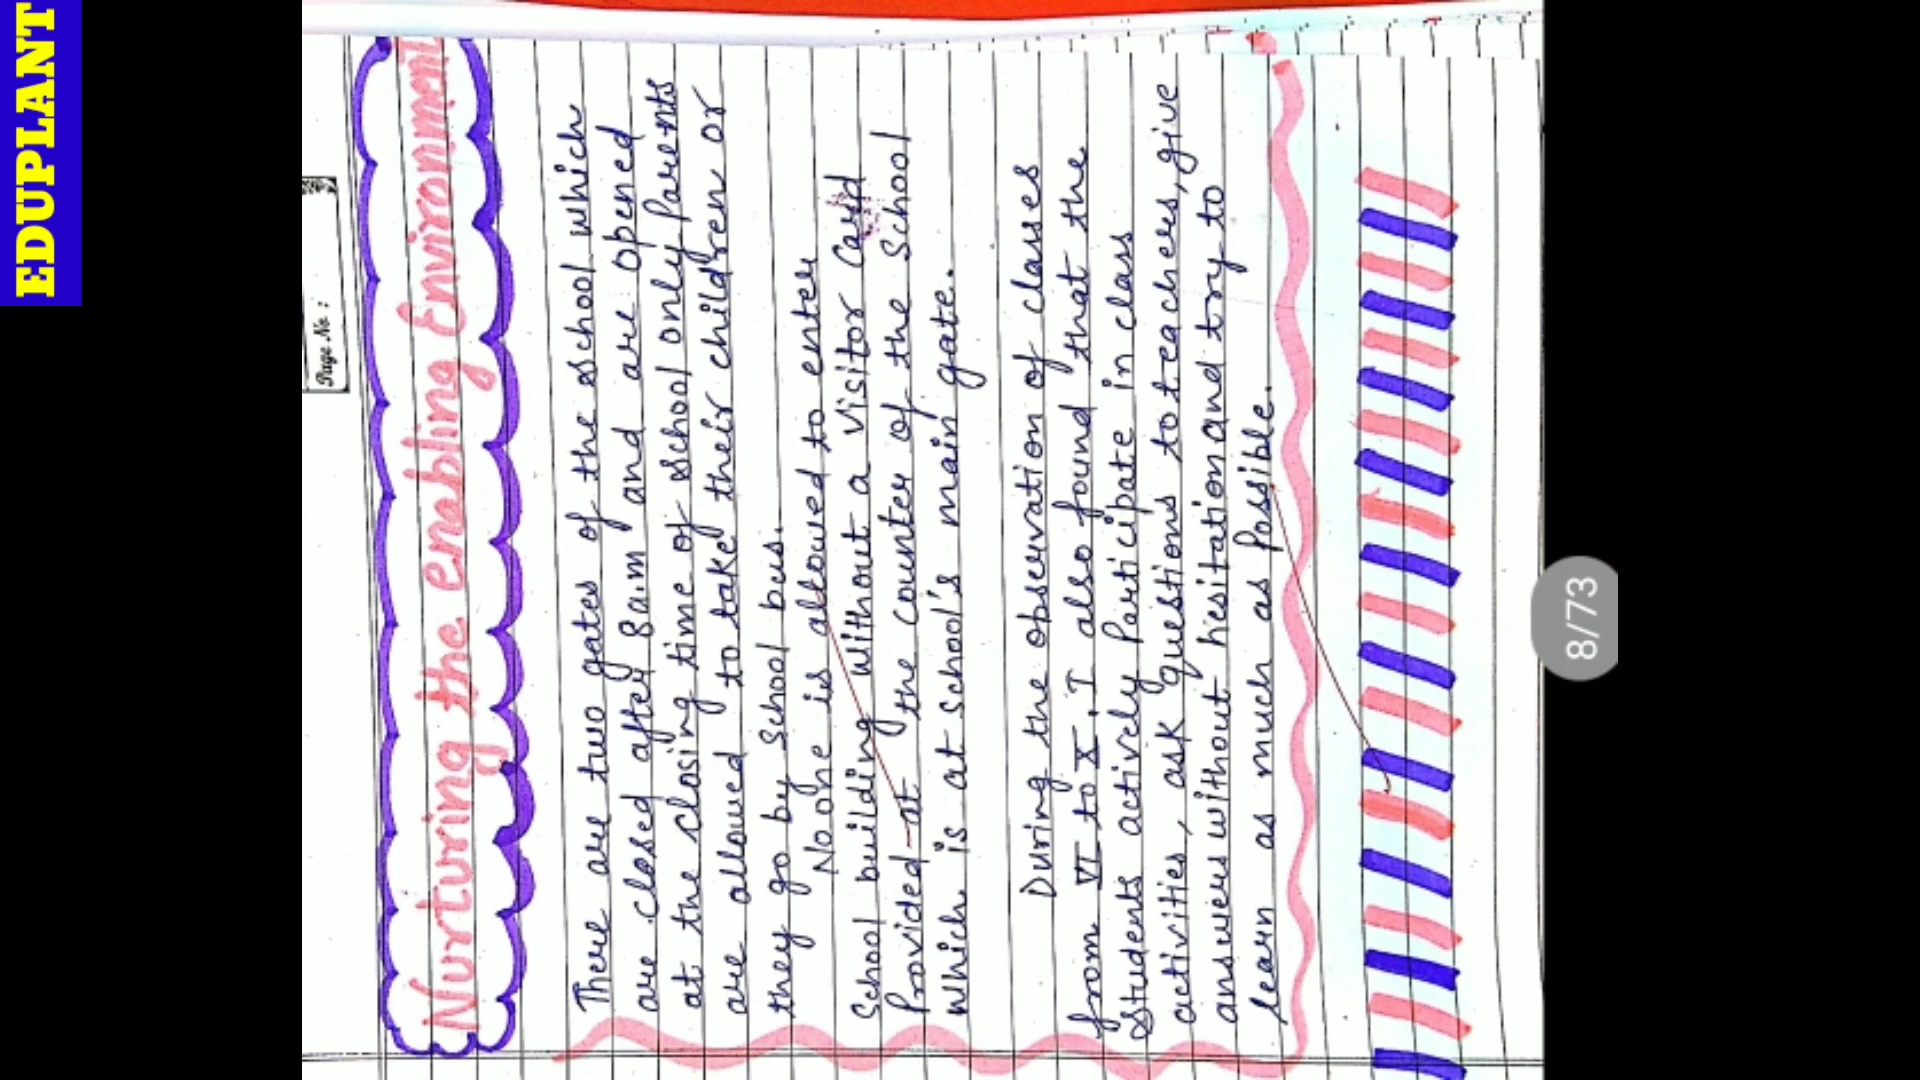 EDUPLANT
Page No :
Nurturing the enabling Environment
There are two gates of the school which
are closed after 8 a.m and are opened
at the closing time of school only Parents
are allowed to take their children or
they go by school bus.
No one is allowed to enter
School building without a visitor Card
Provided at the counter of the School
which is at school's main gate.
During the observation of classes
from VI to X, I also found that the
students actively Participate in class
activities, ask questions to teachers, give
answers without hesitation and try to
learn as much as Possible.
8/73